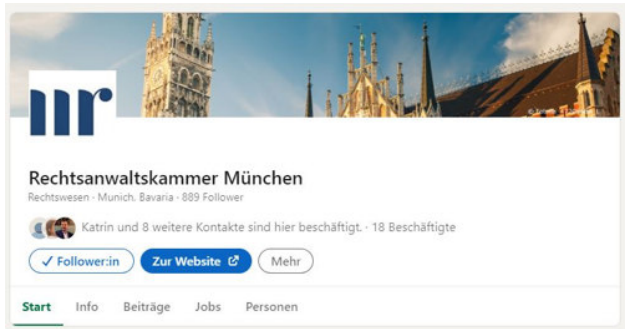 Rechtsanwaltskammer München
Rechtswesen · Munich, Bavaria · 889 Follower
Katrin und 8 weitere Kontakte sind hier beschäftigt. · 18 Beschäftigte
✓ Follower:in Zur Website Mehr
Start Info Beiträge Jobs Personen